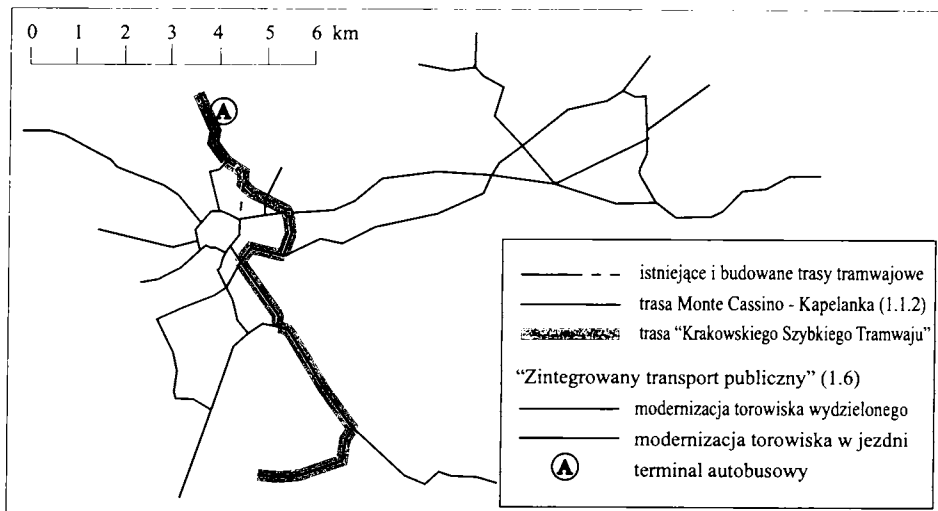 0 1 2 3 4 5 6 km
A
istniejące i budowane trasy tramwajowe
trasa Monte Cassino - Kapelanka (1.1.2)
trasa “Krakowskiego Szybkiego Tramwaju”
“Zintegrowany transport publiczny” (1.6)
modernizacja torowiska wydzielonego
modernizacja torowiska w jezdni
A terminal autobusowy